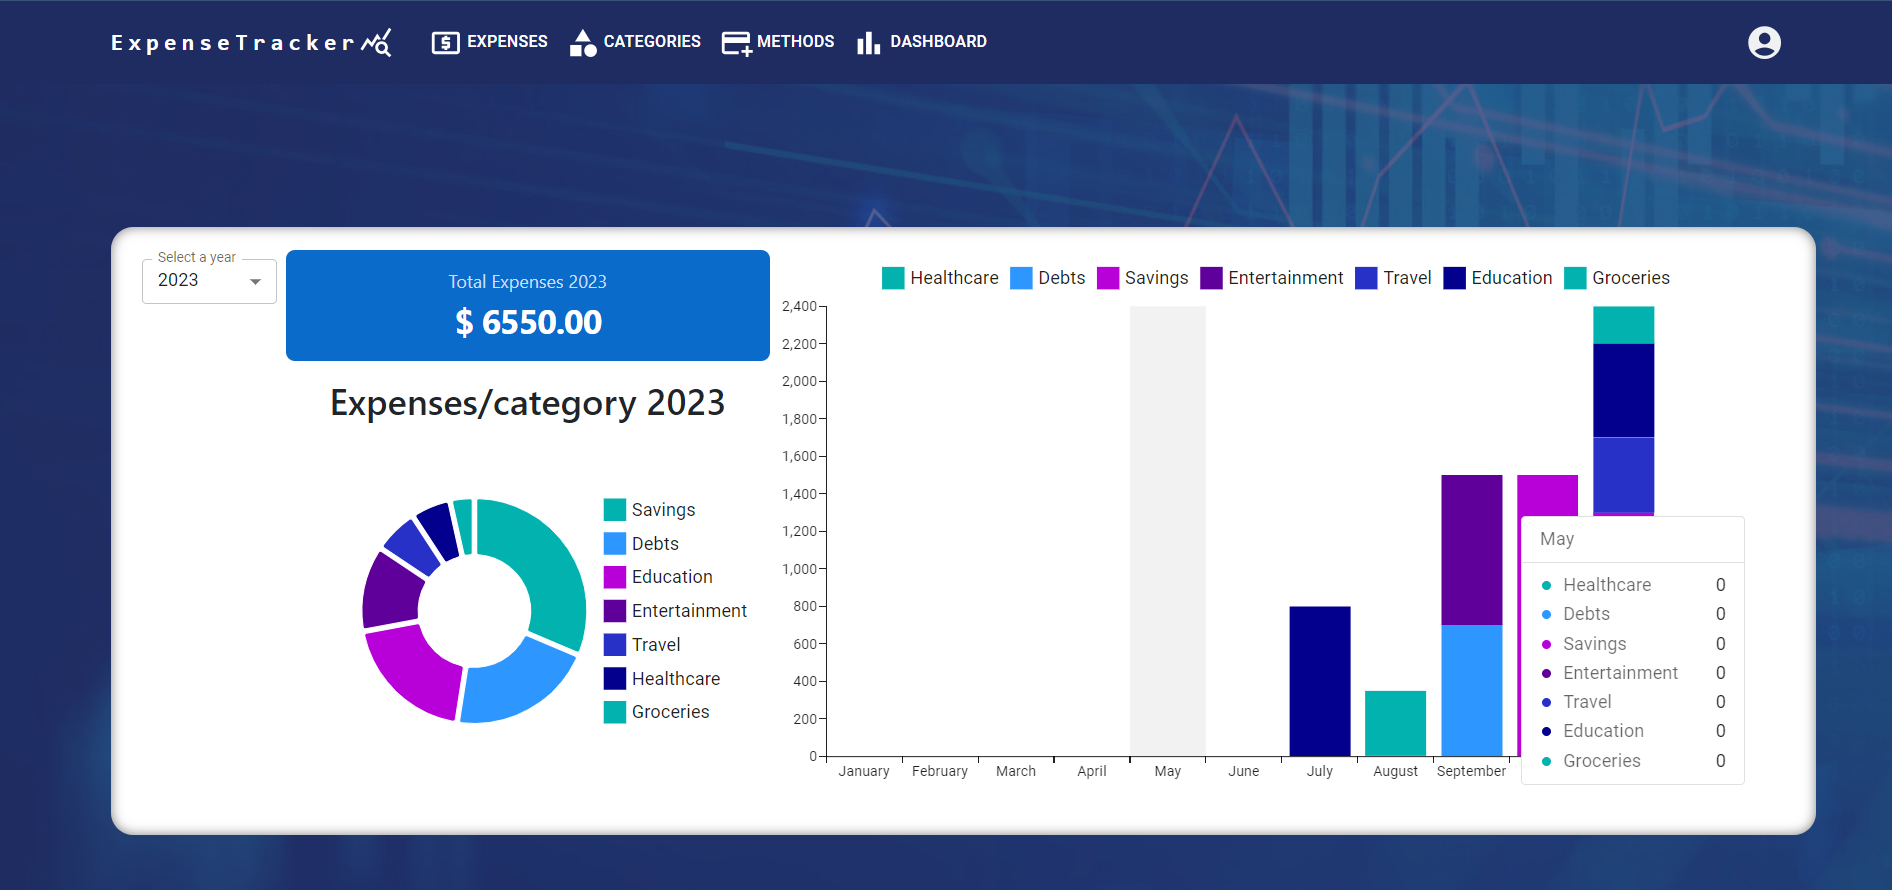 ExpenseTracker EXPENSES CATEGORIES METHODS DASHBOARD
Select a year
2023
Total Expenses 2023
$ 6550.00
Expenses/category 2023
Savings
Debts
Education
Entertainment
Travel
Healthcare
Groceries
Healthcare Debts Savings Entertainment Travel Education Groceries
2,400
2,200
2,000
1,800
1,600
1,400
1,200
1,000
800
600
400
200
0
January February March April May June July August September
May
Healthcare 0
Debts 0
Savings 0
Entertainment 0
Travel 0
Education 0
Groceries 0